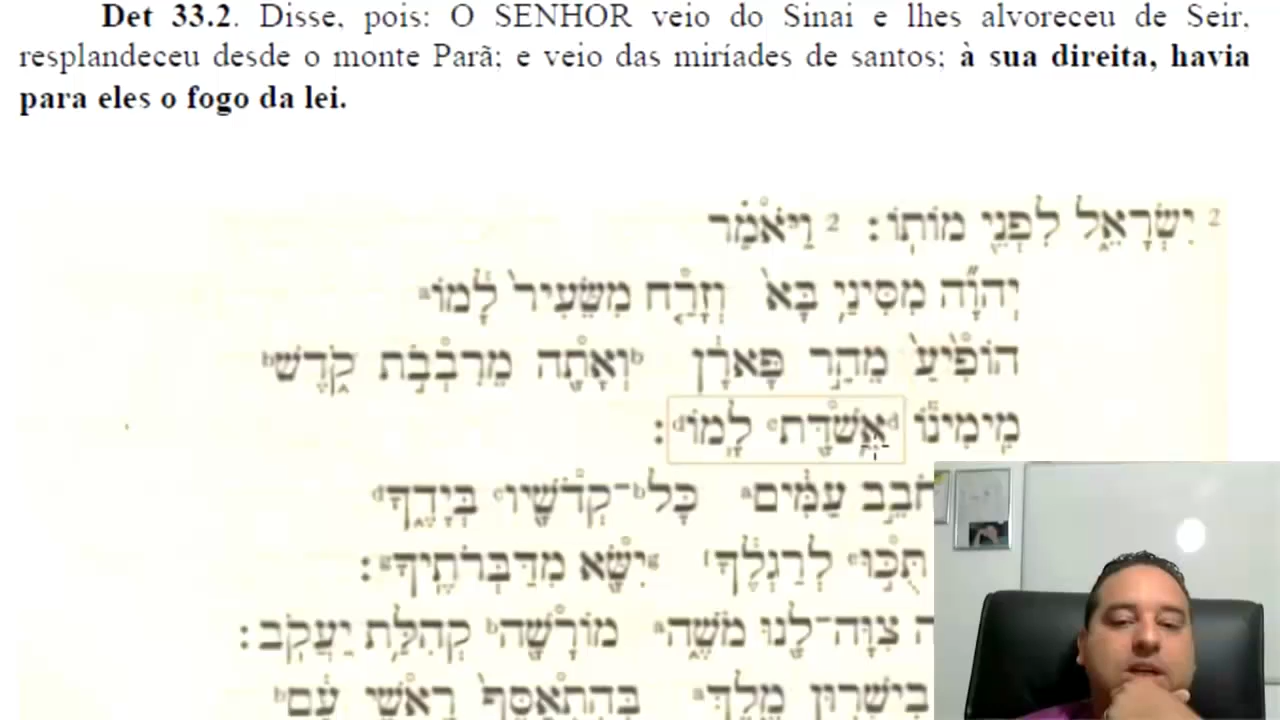 Det 33.2. Disse, pois: O SENHOR veio do Sinai e lhes alvoreceu de Seir,
resplandeceu desde o monte Parã; e veio das miríades de santos; à sua direita, havia
para eles o fogo da lei.
2 יִשְׂרָאֵל לִפְנֵי מוֹתוֹ׃ 2 וַיֹּאמַר
יְהוָה מִסִּינַי בָּא וְזָרַח מִשֵּׂעִיר לָמוֹ a
הוֹפִיעַ מֵהַר פָּארָן b וְאָתָה מֵרִבְבֹת קֹדֶשׁ b
מִימִינוֹ d אֵשְׁדָּת c לָמוֹ d ׃
חֹבֵב עַמִּים a כָּל־ b קְדֹשָׁיו c בְּיָדֶךָ d
תֻּכּוּ e לְרַגְלֶךָ f יִשָּׂא g מִדַּבְּרֹתֶיךָ g ׃
ה צִוָּה־לָנוּ מֹשֶׁה a מוֹרָשָׁה b קְהִלַּת יַעֲקֹב׃
בִישֻׁרוּן מֶלֶךְ a בְּהִתְאַסֵּף רָאשֵׁי עָם b